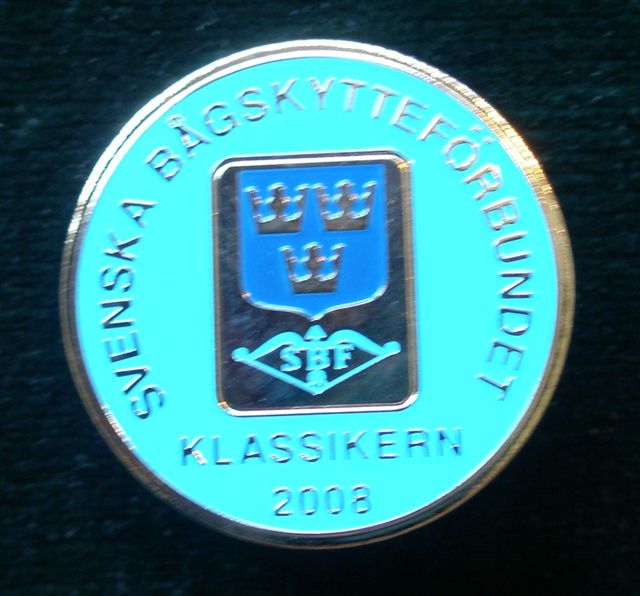 SVENSKA BÅGSKYTTEFÖRBUNDET
SBF
KLASSIKERN
2008